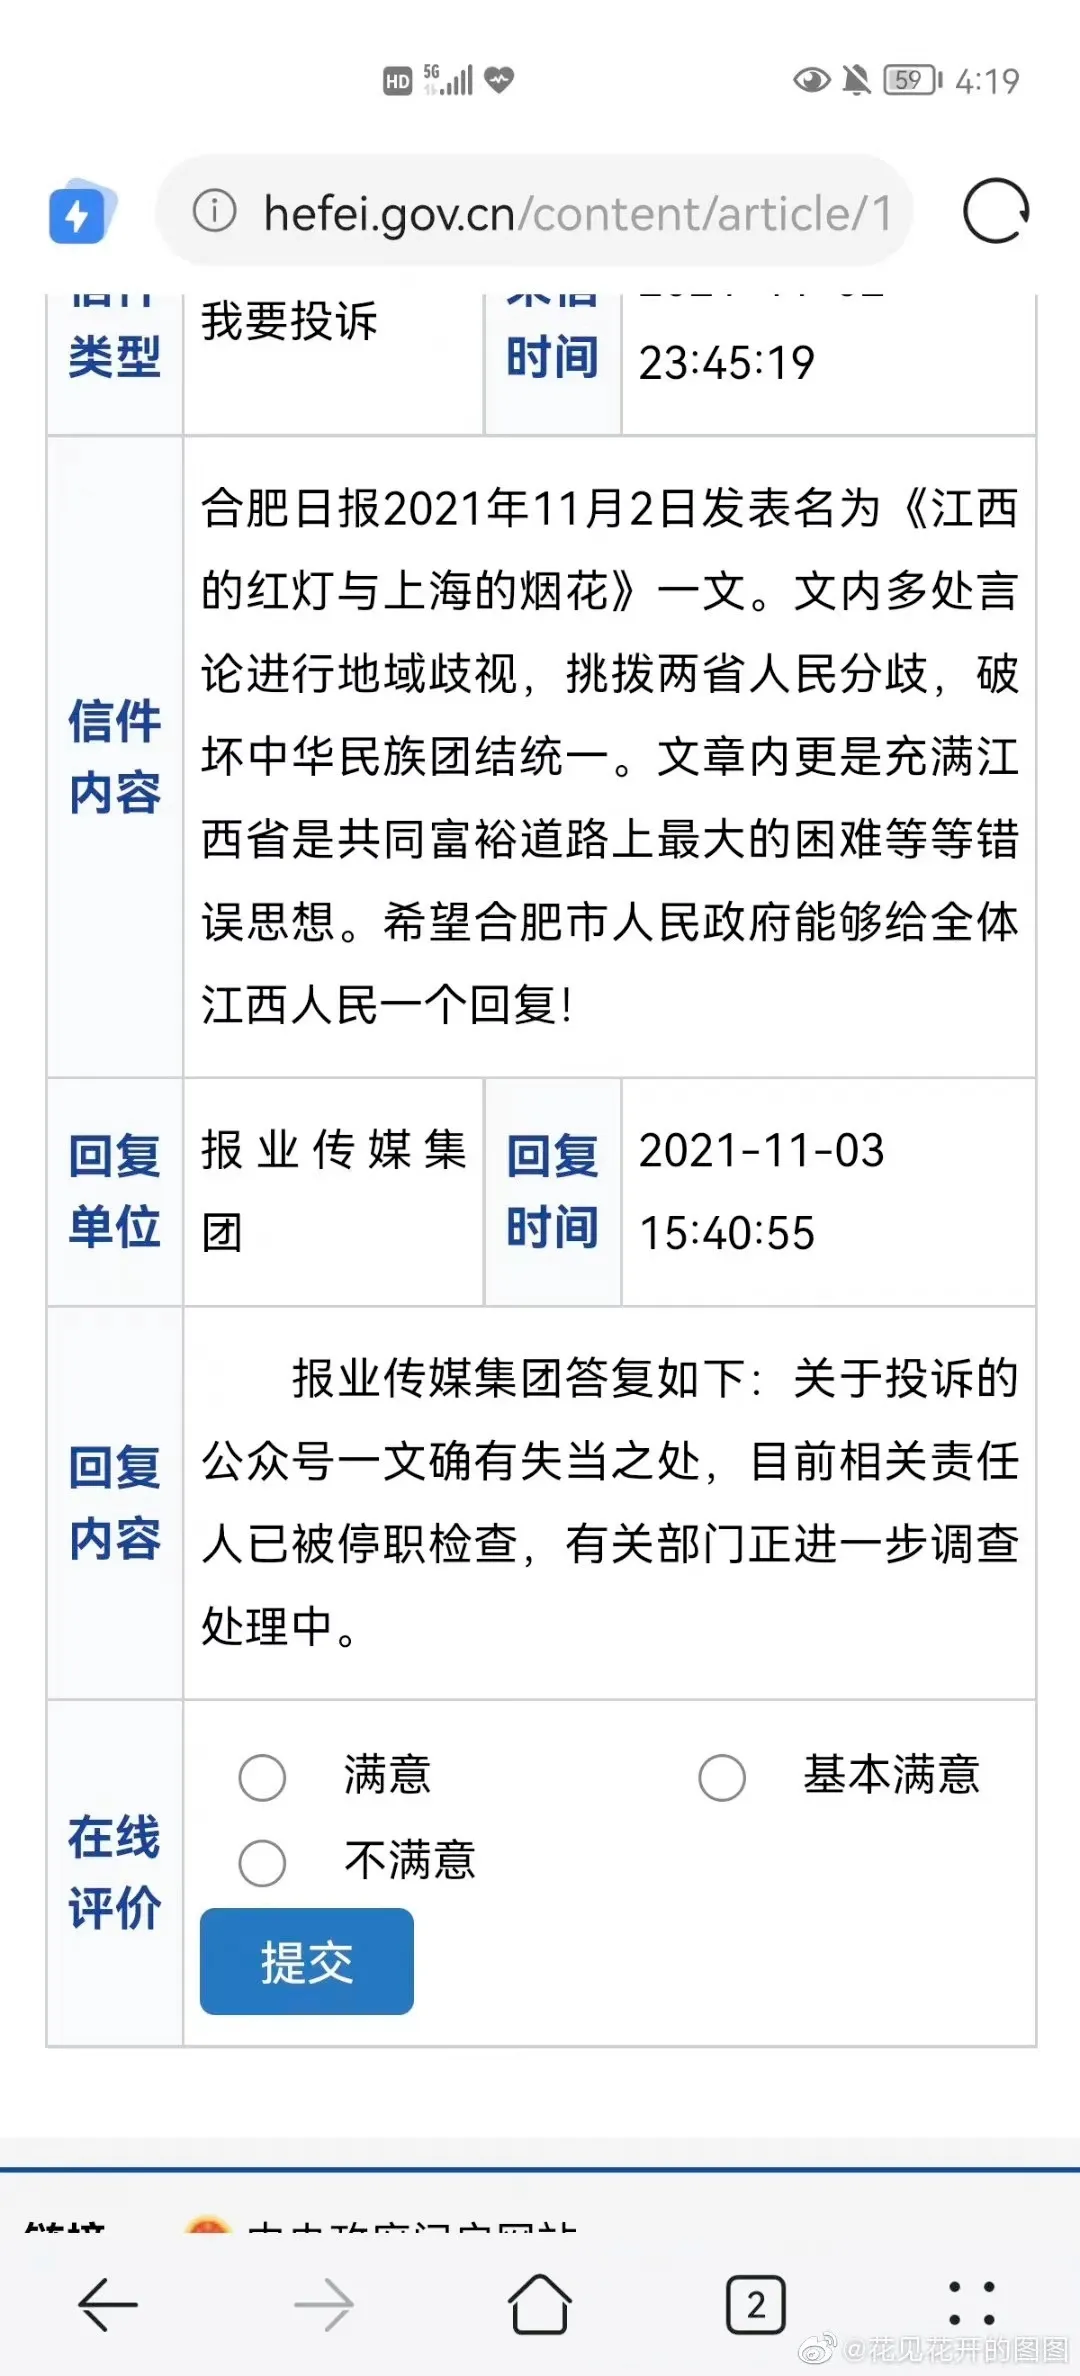 HD 5G 59 4:19
hefei.gov.cn/content/article/1
我要投诉
类型
时间
23:45:19
信件
内容
合肥日报2021年11月2日发表名为《江西
的红灯与上海的烟花》一文。文内多处言
论进行地域歧视，挑拨两省人民分歧，破
坏中华民族团结统一。文章内更是充满江
西省是共同富裕道路上最大的困难等等错
误思想。希望合肥市人民政府能够给全体
江西人民一个回复！
回复
单位
报业传媒集
团
回复
时间
2021-11-03
15:40:55
回复
内容
报业传媒集团答复如下：关于投诉的
公众号一文确有失当之处，目前相关责任
人已被停职检查，有关部门正进一步调查
处理中。
在线
评价
满意
基本满意
不满意
提交
2
@花见花开的图图